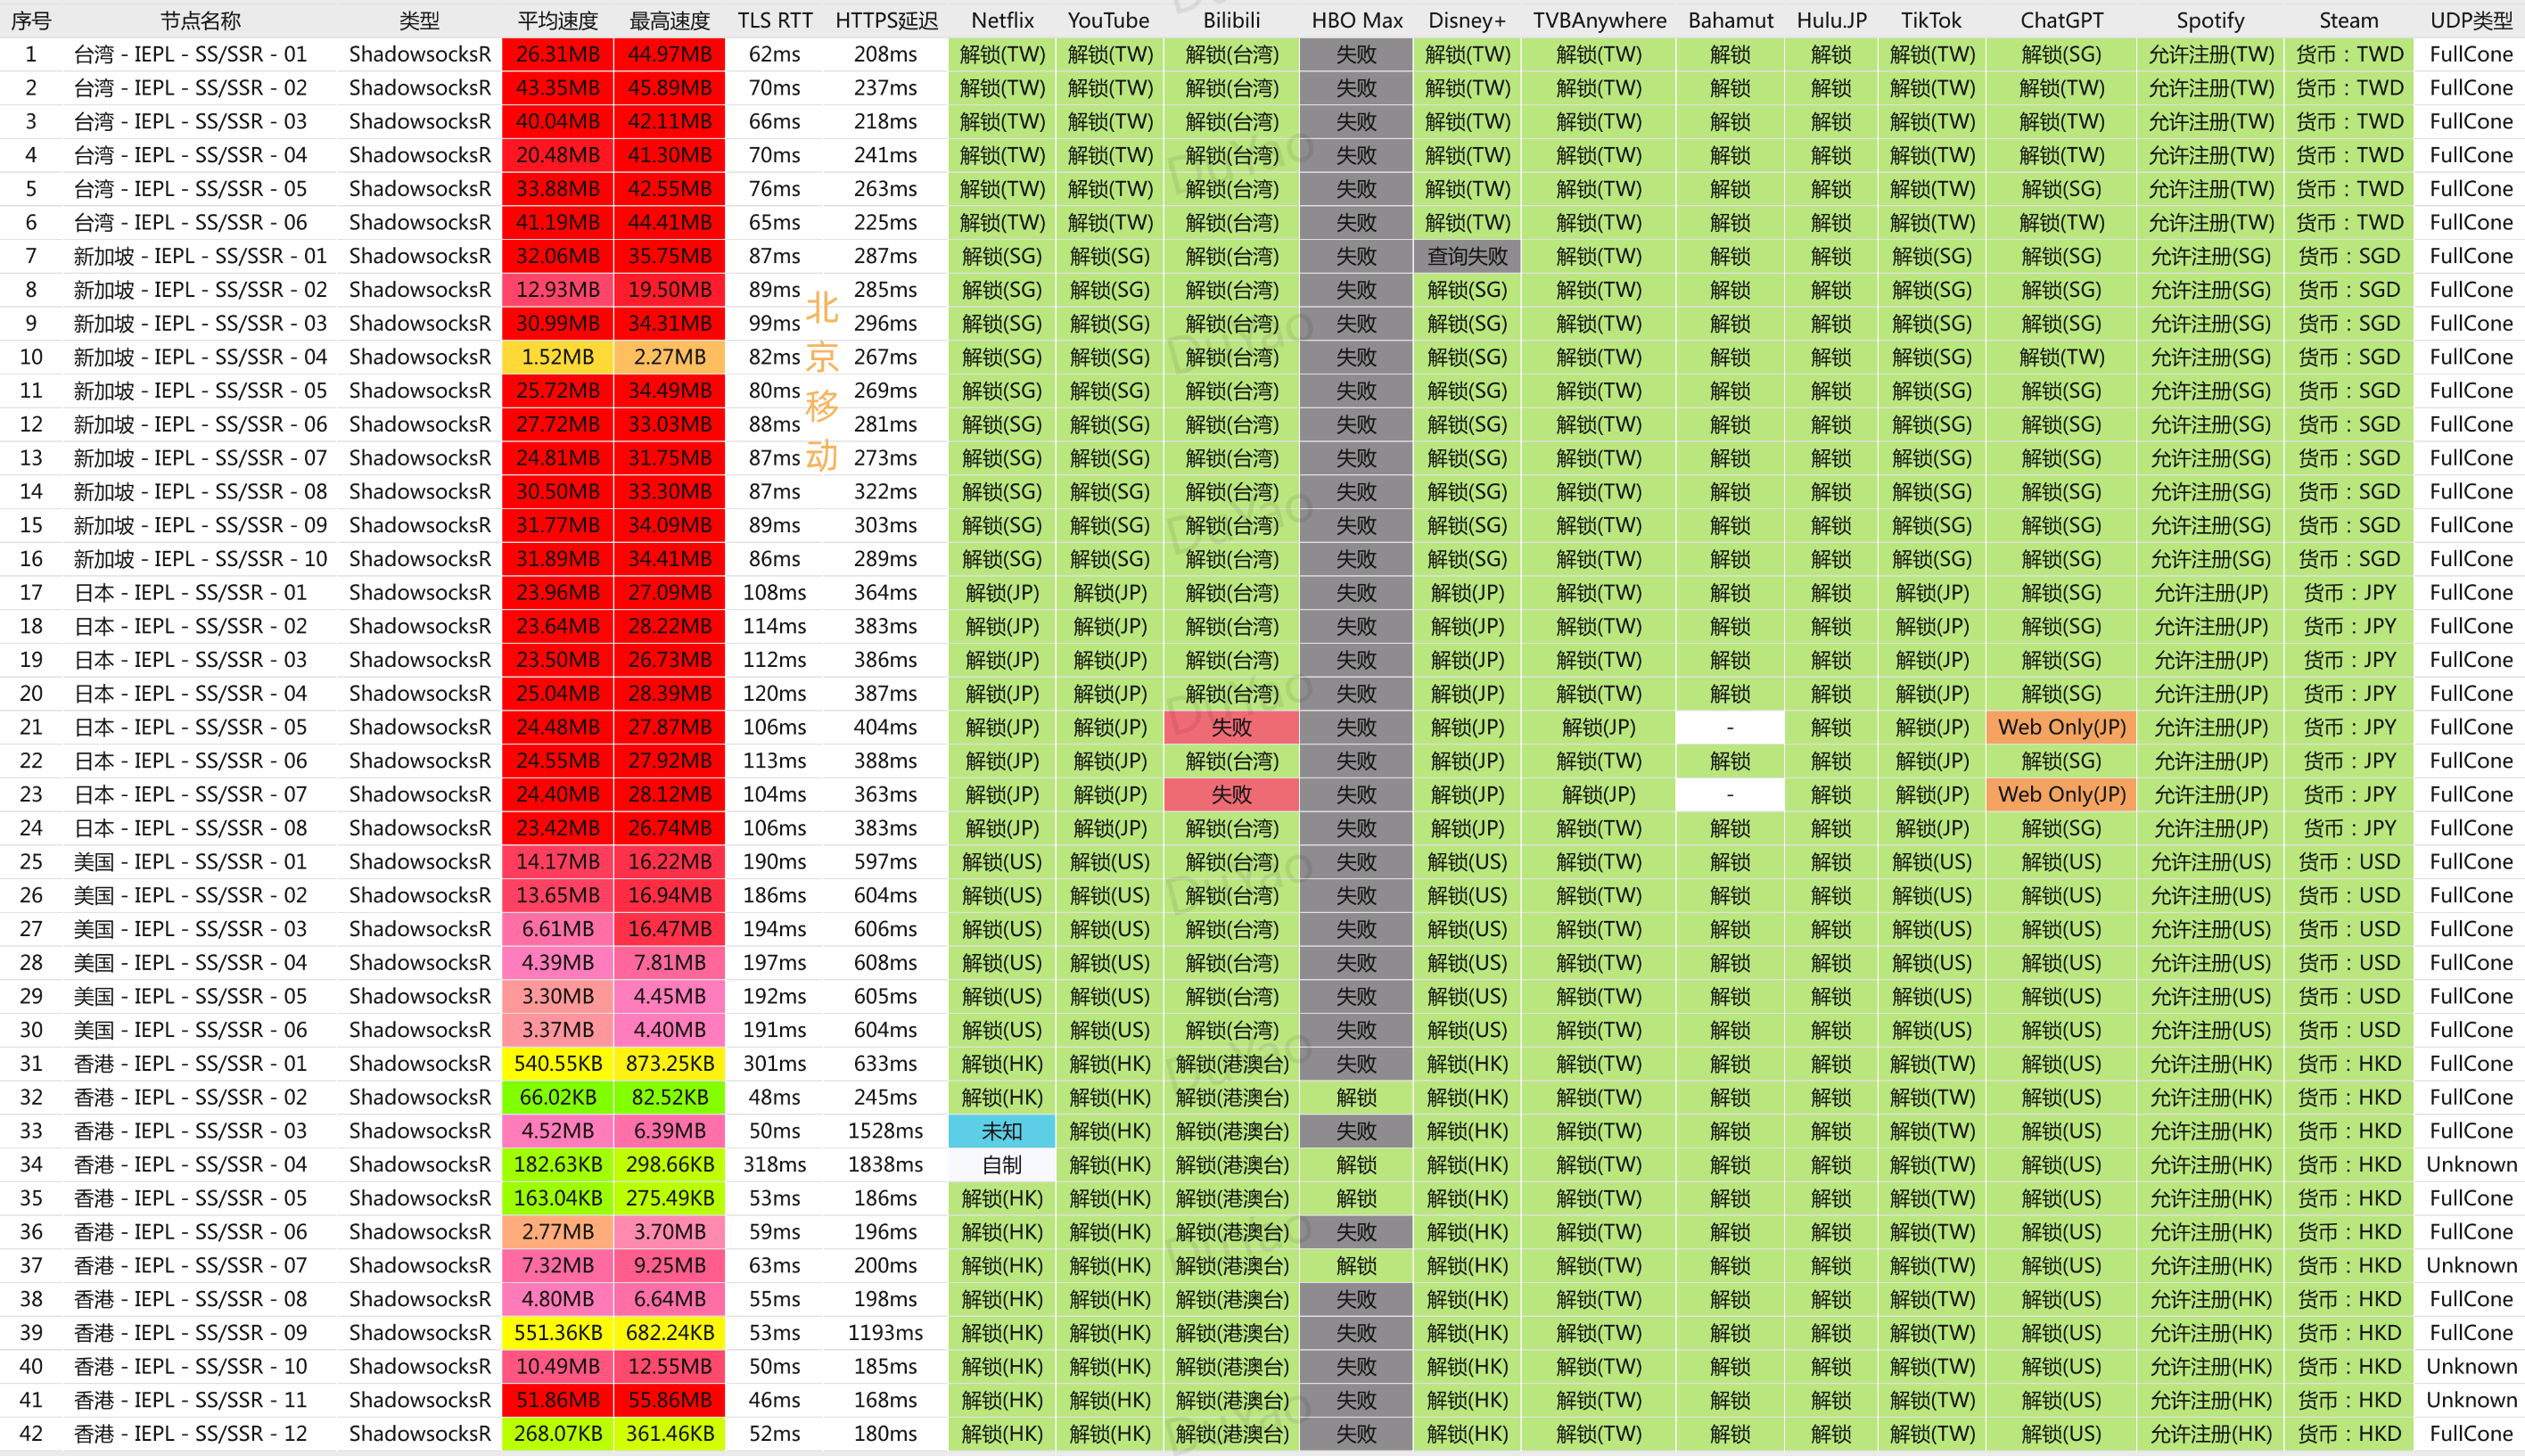 序号 节点名称 类型 平均速度 最高速度 TLS RTT HTTPS延迟 Netflix YouTube Bilibili HBO Max Disney+ TVBAnywhere Bahamut Hulu.JP TikTok ChatGPT Spotify Steam UDP类型
1 台湾 - IEPL - SS/SSR - 01 ShadowsocksR 26.31MB 44.97MB 62ms 208ms 解锁(TW) 解锁(TW) 解锁(台湾) 失败 解锁(TW) 解锁(TW) 解锁 解锁 解锁(TW) 解锁(SG) 允许注册(TW) 货币：TWD FullCone
2 台湾 - IEPL - SS/SSR - 02 ShadowsocksR 43.35MB 45.89MB 70ms 237ms 解锁(TW) 解锁(TW) 解锁(台湾) 失败 解锁(TW) 解锁(TW) 解锁 解锁 解锁(TW) 解锁(TW) 允许注册(TW) 货币：TWD FullCone
3 台湾 - IEPL - SS/SSR - 03 ShadowsocksR 40.04MB 42.11MB 66ms 218ms 解锁(TW) 解锁(TW) 解锁(台湾) 失败 解锁(TW) 解锁(TW) 解锁 解锁 解锁(TW) 解锁(TW) 允许注册(TW) 货币：TWD FullCone
4 台湾 - IEPL - SS/SSR - 04 ShadowsocksR 20.48MB 41.30MB 70ms 241ms 解锁(TW) 解锁(TW) 解锁(台湾) 失败 解锁(TW) 解锁(TW) 解锁 解锁 解锁(TW) 解锁(TW) 允许注册(TW) 货币：TWD FullCone
5 台湾 - IEPL - SS/SSR - 05 ShadowsocksR 33.88MB 42.55MB 76ms 263ms 解锁(TW) 解锁(TW) 解锁(台湾) 失败 解锁(TW) 解锁(TW) 解锁 解锁 解锁(TW) 解锁(SG) 允许注册(TW) 货币：TWD FullCone
6 台湾 - IEPL - SS/SSR - 06 ShadowsocksR 41.19MB 44.41MB 65ms 225ms 解锁(TW) 解锁(TW) 解锁(台湾) 失败 解锁(TW) 解锁(TW) 解锁 解锁 解锁(TW) 解锁(TW) 允许注册(TW) 货币：TWD FullCone
7 新加坡 - IEPL - SS/SSR - 01 ShadowsocksR 32.06MB 35.75MB 87ms 287ms 解锁(SG) 解锁(SG) 解锁(台湾) 失败 查询失败 解锁(TW) 解锁 解锁 解锁(SG) 解锁(SG) 允许注册(SG) 货币：SGD FullCone
8 新加坡 - IEPL - SS/SSR - 02 ShadowsocksR 12.93MB 19.50MB 89ms 285ms 解锁(SG) 解锁(SG) 解锁(台湾) 失败 解锁(SG) 解锁(TW) 解锁 解锁 解锁(SG) 解锁(SG) 允许注册(SG) 货币：SGD FullCone
9 新加坡 - IEPL - SS/SSR - 03 ShadowsocksR 30.99MB 34.31MB 99ms 296ms 解锁(SG) 解锁(SG) 解锁(台湾) 失败 解锁(SG) 解锁(TW) 解锁 解锁 解锁(SG) 解锁(SG) 允许注册(SG) 货币：SGD FullCone
10 新加坡 - IEPL - SS/SSR - 04 ShadowsocksR 1.52MB 2.27MB 82ms 267ms 解锁(SG) 解锁(SG) 解锁(台湾) 失败 解锁(SG) 解锁(TW) 解锁 解锁 解锁(SG) 解锁(TW) 允许注册(SG) 货币：SGD FullCone
11 新加坡 - IEPL - SS/SSR - 05 ShadowsocksR 25.72MB 34.49MB 80ms 269ms 解锁(SG) 解锁(SG) 解锁(台湾) 失败 解锁(SG) 解锁(TW) 解锁 解锁 解锁(SG) 解锁(SG) 允许注册(SG) 货币：SGD FullCone
12 新加坡 - IEPL - SS/SSR - 06 ShadowsocksR 27.72MB 33.03MB 88ms 281ms 解锁(SG) 解锁(SG) 解锁(台湾) 失败 解锁(SG) 解锁(TW) 解锁 解锁 解锁(SG) 解锁(SG) 允许注册(SG) 货币：SGD FullCone
13 新加坡 - IEPL - SS/SSR - 07 ShadowsocksR 24.81MB 31.75MB 87ms 273ms 解锁(SG) 解锁(SG) 解锁(台湾) 失败 解锁(SG) 解锁(TW) 解锁 解锁 解锁(SG) 解锁(SG) 允许注册(SG) 货币：SGD FullCone
14 新加坡 - IEPL - SS/SSR - 08 ShadowsocksR 30.50MB 33.30MB 87ms 322ms 解锁(SG) 解锁(SG) 解锁(台湾) 失败 解锁(SG) 解锁(TW) 解锁 解锁 解锁(SG) 解锁(SG) 允许注册(SG) 货币：SGD FullCone
15 新加坡 - IEPL - SS/SSR - 09 ShadowsocksR 31.77MB 34.09MB 89ms 303ms 解锁(SG) 解锁(SG) 解锁(台湾) 失败 解锁(SG) 解锁(TW) 解锁 解锁 解锁(SG) 解锁(SG) 允许注册(SG) 货币：SGD FullCone
16 新加坡 - IEPL - SS/SSR - 10 ShadowsocksR 31.89MB 34.41MB 86ms 289ms 解锁(SG) 解锁(SG) 解锁(台湾) 失败 解锁(SG) 解锁(TW) 解锁 解锁 解锁(SG) 解锁(SG) 允许注册(SG) 货币：SGD FullCone
17 日本 - IEPL - SS/SSR - 01 ShadowsocksR 23.96MB 27.09MB 108ms 364ms 解锁(JP) 解锁(JP) 解锁(台湾) 失败 解锁(JP) 解锁(TW) 解锁 解锁 解锁(JP) 解锁(SG) 允许注册(JP) 货币：JPY FullCone
18 日本 - IEPL - SS/SSR - 02 ShadowsocksR 23.64MB 28.22MB 114ms 383ms 解锁(JP) 解锁(JP) 解锁(台湾) 失败 解锁(JP) 解锁(TW) 解锁 解锁 解锁(JP) 解锁(SG) 允许注册(JP) 货币：JPY FullCone
19 日本 - IEPL - SS/SSR - 03 ShadowsocksR 23.50MB 26.73MB 112ms 386ms 解锁(JP) 解锁(JP) 解锁(台湾) 失败 解锁(JP) 解锁(TW) 解锁 解锁 解锁(JP) 解锁(SG) 允许注册(JP) 货币：JPY FullCone
20 日本 - IEPL - SS/SSR - 04 ShadowsocksR 25.04MB 28.39MB 120ms 387ms 解锁(JP) 解锁(JP) 解锁(台湾) 失败 解锁(JP) 解锁(TW) 解锁 解锁 解锁(JP) 解锁(SG) 允许注册(JP) 货币：JPY FullCone
21 日本 - IEPL - SS/SSR - 05 ShadowsocksR 24.48MB 27.87MB 106ms 404ms 解锁(JP) 解锁(JP) 失败 失败 解锁(JP) 解锁(JP) - 解锁 解锁(JP) Web Only(JP) 允许注册(JP) 货币：JPY FullCone
22 日本 - IEPL - SS/SSR - 06 ShadowsocksR 24.55MB 27.92MB 113ms 388ms 解锁(JP) 解锁(JP) 解锁(台湾) 失败 解锁(JP) 解锁(TW) 解锁 解锁 解锁(JP) 解锁(SG) 允许注册(JP) 货币：JPY FullCone
23 日本 - IEPL - SS/SSR - 07 ShadowsocksR 24.40MB 28.12MB 104ms 363ms 解锁(JP) 解锁(JP) 失败 失败 解锁(JP) 解锁(JP) - 解锁 解锁(JP) Web Only(JP) 允许注册(JP) 货币：JPY FullCone
24 日本 - IEPL - SS/SSR - 08 ShadowsocksR 23.42MB 26.74MB 106ms 383ms 解锁(JP) 解锁(JP) 解锁(台湾) 失败 解锁(JP) 解锁(TW) 解锁 解锁 解锁(JP) 解锁(SG) 允许注册(JP) 货币：JPY FullCone
25 美国 - IEPL - SS/SSR - 01 ShadowsocksR 14.17MB 16.22MB 190ms 597ms 解锁(US) 解锁(US) 解锁(台湾) 失败 解锁(US) 解锁(TW) 解锁 解锁 解锁(US) 解锁(US) 允许注册(US) 货币：USD FullCone
26 美国 - IEPL - SS/SSR - 02 ShadowsocksR 13.65MB 16.94MB 186ms 604ms 解锁(US) 解锁(US) 解锁(台湾) 失败 解锁(US) 解锁(TW) 解锁 解锁 解锁(US) 解锁(US) 允许注册(US) 货币：USD FullCone
27 美国 - IEPL - SS/SSR - 03 ShadowsocksR 6.61MB 16.47MB 194ms 606ms 解锁(US) 解锁(US) 解锁(台湾) 失败 解锁(US) 解锁(TW) 解锁 解锁 解锁(US) 解锁(US) 允许注册(US) 货币：USD FullCone
28 美国 - IEPL - SS/SSR - 04 ShadowsocksR 4.39MB 7.81MB 197ms 608ms 解锁(US) 解锁(US) 解锁(台湾) 失败 解锁(US) 解锁(TW) 解锁 解锁 解锁(US) 解锁(US) 允许注册(US) 货币：USD FullCone
29 美国 - IEPL - SS/SSR - 05 ShadowsocksR 3.30MB 4.45MB 192ms 605ms 解锁(US) 解锁(US) 解锁(台湾) 失败 解锁(US) 解锁(TW) 解锁 解锁 解锁(US) 解锁(US) 允许注册(US) 货币：USD FullCone
30 美国 - IEPL - SS/SSR - 06 ShadowsocksR 3.37MB 4.40MB 191ms 604ms 解锁(US) 解锁(US) 解锁(台湾) 失败 解锁(US) 解锁(TW) 解锁 解锁 解锁(US) 解锁(US) 允许注册(US) 货币：USD FullCone
31 香港 - IEPL - SS/SSR - 01 ShadowsocksR 540.55KB 873.25KB 301ms 633ms 解锁(HK) 解锁(HK) 解锁(港澳台) 失败 解锁(HK) 解锁(TW) 解锁 解锁 解锁(TW) 解锁(US) 允许注册(HK) 货币：HKD FullCone
32 香港 - IEPL - SS/SSR - 02 ShadowsocksR 66.02KB 82.52KB 48ms 245ms 解锁(HK) 解锁(HK) 解锁(港澳台) 解锁 解锁(HK) 解锁(TW) 解锁 解锁 解锁(TW) 解锁(US) 允许注册(HK) 货币：HKD FullCone
33 香港 - IEPL - SS/SSR - 03 ShadowsocksR 4.52MB 6.39MB 50ms 1528ms 未知 解锁(HK) 解锁(港澳台) 失败 解锁(HK) 解锁(TW) 解锁 解锁 解锁(TW) 解锁(US) 允许注册(HK) 货币：HKD FullCone
34 香港 - IEPL - SS/SSR - 04 ShadowsocksR 182.63KB 298.66KB 318ms 1838ms 自制 解锁(HK) 解锁(港澳台) 解锁 解锁(HK) 解锁(TW) 解锁 解锁 解锁(TW) 解锁(US) 允许注册(HK) 货币：HKD Unknown
35 香港 - IEPL - SS/SSR - 05 ShadowsocksR 163.04KB 275.49KB 53ms 186ms 解锁(HK) 解锁(HK) 解锁(港澳台) 解锁 解锁(HK) 解锁(TW) 解锁 解锁 解锁(TW) 解锁(US) 允许注册(HK) 货币：HKD FullCone
36 香港 - IEPL - SS/SSR - 06 ShadowsocksR 2.77MB 3.70MB 59ms 196ms 解锁(HK) 解锁(HK) 解锁(港澳台) 失败 解锁(HK) 解锁(TW) 解锁 解锁 解锁(TW) 解锁(US) 允许注册(HK) 货币：HKD FullCone
37 香港 - IEPL - SS/SSR - 07 ShadowsocksR 7.32MB 9.25MB 63ms 200ms 解锁(HK) 解锁(HK) 解锁(港澳台) 解锁 解锁(HK) 解锁(TW) 解锁 解锁 解锁(TW) 解锁(US) 允许注册(HK) 货币：HKD Unknown
38 香港 - IEPL - SS/SSR - 08 ShadowsocksR 4.80MB 6.64MB 55ms 198ms 解锁(HK) 解锁(HK) 解锁(港澳台) 失败 解锁(HK) 解锁(TW) 解锁 解锁 解锁(TW) 解锁(US) 允许注册(HK) 货币：HKD FullCone
39 香港 - IEPL - SS/SSR - 09 ShadowsocksR 551.36KB 682.24KB 53ms 1193ms 解锁(HK) 解锁(HK) 解锁(港澳台) 失败 解锁(HK) 解锁(TW) 解锁 解锁 解锁(TW) 解锁(US) 允许注册(HK) 货币：HKD FullCone
40 香港 - IEPL - SS/SSR - 10 ShadowsocksR 10.49MB 12.55MB 50ms 185ms 解锁(HK) 解锁(HK) 解锁(港澳台) 失败 解锁(HK) 解锁(TW) 解锁 解锁 解锁(TW) 解锁(US) 允许注册(HK) 货币：HKD Unknown
41 香港 - IEPL - SS/SSR - 11 ShadowsocksR 51.86MB 55.86MB 46ms 168ms 解锁(HK) 解锁(HK) 解锁(港澳台) 失败 解锁(HK) 解锁(TW) 解锁 解锁 解锁(TW) 解锁(US) 允许注册(HK) 货币：HKD Unknown
42 香港 - IEPL - SS/SSR - 12 ShadowsocksR 268.07KB 361.46KB 52ms 180ms 解锁(HK) 解锁(HK) 解锁(港澳台) 失败 解锁(HK) 解锁(TW) 解锁 解锁 解锁(TW) 解锁(US) 允许注册(HK) 货币：HKD FullCone
北京移动
DuYao
DuYao
DuYao
DuYao
DuYao
DuYao
DuYao
DuYao